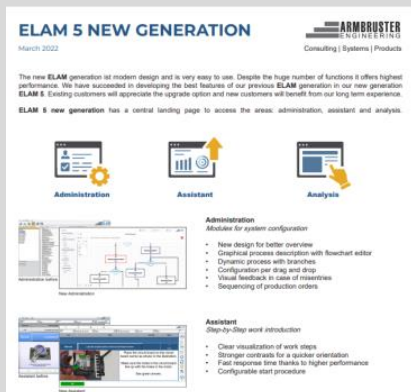 ELAM 5 NEW GENERATION
March 2022
ARMBRUSTER
ENGINEERING
Consulting | Systems | Products
The new ELAM generation ist modern design and is very easy to use. Despite the huge number of functions it offers highest
performance. We have succeeded in developing the best features of our previous ELAM generation in our new generation
ELAM 5. Existing customers will appreciate the upgrade option and new customers will benefit from our long term experience.
ELAM 5 new generation has a central landing page to access the areas: administration, assistant and analysis.
Administration
Assistant
Analysis
Administration before
New Administration
Administration
Modules for system configuration
• New design for better overview
• Graphical process description with flowchart editor
• Dynamic process with branches
• Configuration per drag and drop
• Visual feedback in case of misentries
• Sequencing of production orders
Assistant before
New Assistant
Assistant
Step-by-Step work introduction
• Clear visualization of work steps
• Stronger contrasts for a quicker orientation
• Fast response time thanks to higher performance
• Configurable start procedure